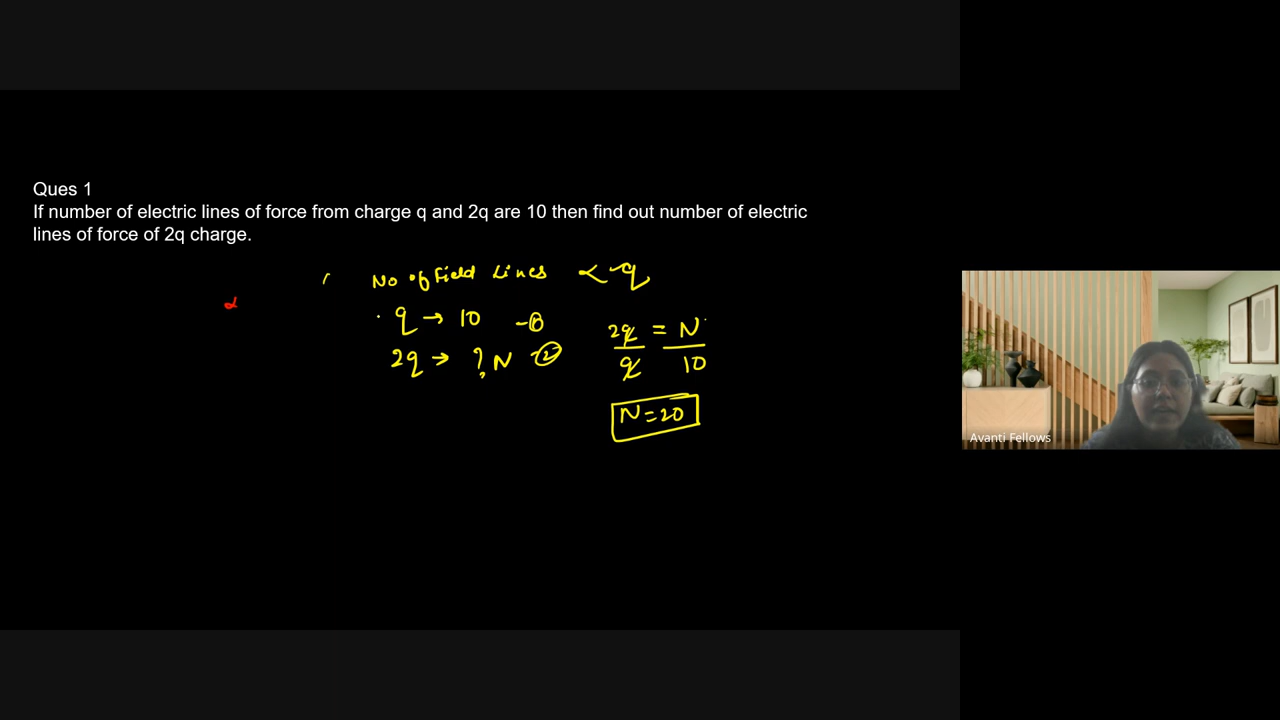 Ques 1
If number of electric lines of force from charge q and 2q are 10 then find out number of electric
lines of force of 2q charge.
No of Field Lines ∝ q
q → 10 - ①
2q → ? N - ②
2q/q = N/10
N = 20
∝
Avanti Fellows